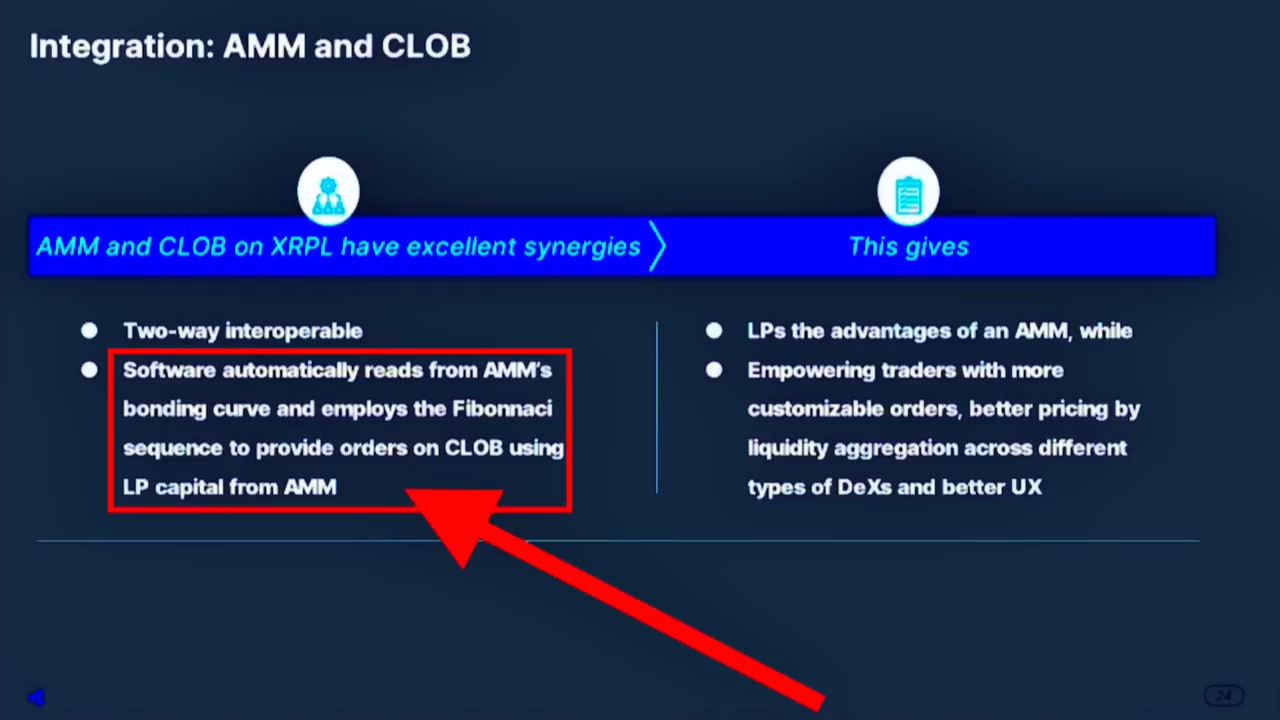 Integration: AMM and CLOB
AMM and CLOB on XRPL have excellent synergies
This gives
Two-way interoperable
Software automatically reads from AMM's
bonding curve and employs the Fibonnaci
sequence to provide orders on CLOB using
LP capital from AMM
LPs the advantages of an AMM, while
Empowering traders with more
customizable orders, better pricing by
liquidity aggregation across different
types of DeXs and better UX
24